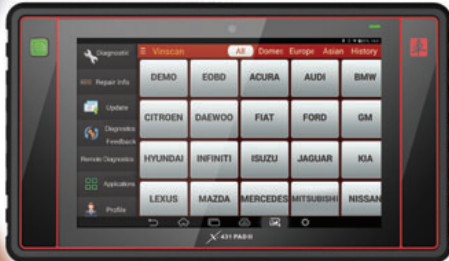 Diagnostic
Vinscan
All
Domes
Europe
Asian
History
Repair Info
Update
Diagnostics
Feedback
Remote Diagnostics
Applications
Profile
DEMO
EOBD
ACURA
AUDI
BMW
CITROEN
DAEWOO
FIAT
FORD
GM
HYUNDAI
INFINITI
ISUZU
JAGUAR
KIA
LEXUS
MAZDA
MERCEDES
MITSUBISHI
NISSAN
X-431 PAD II